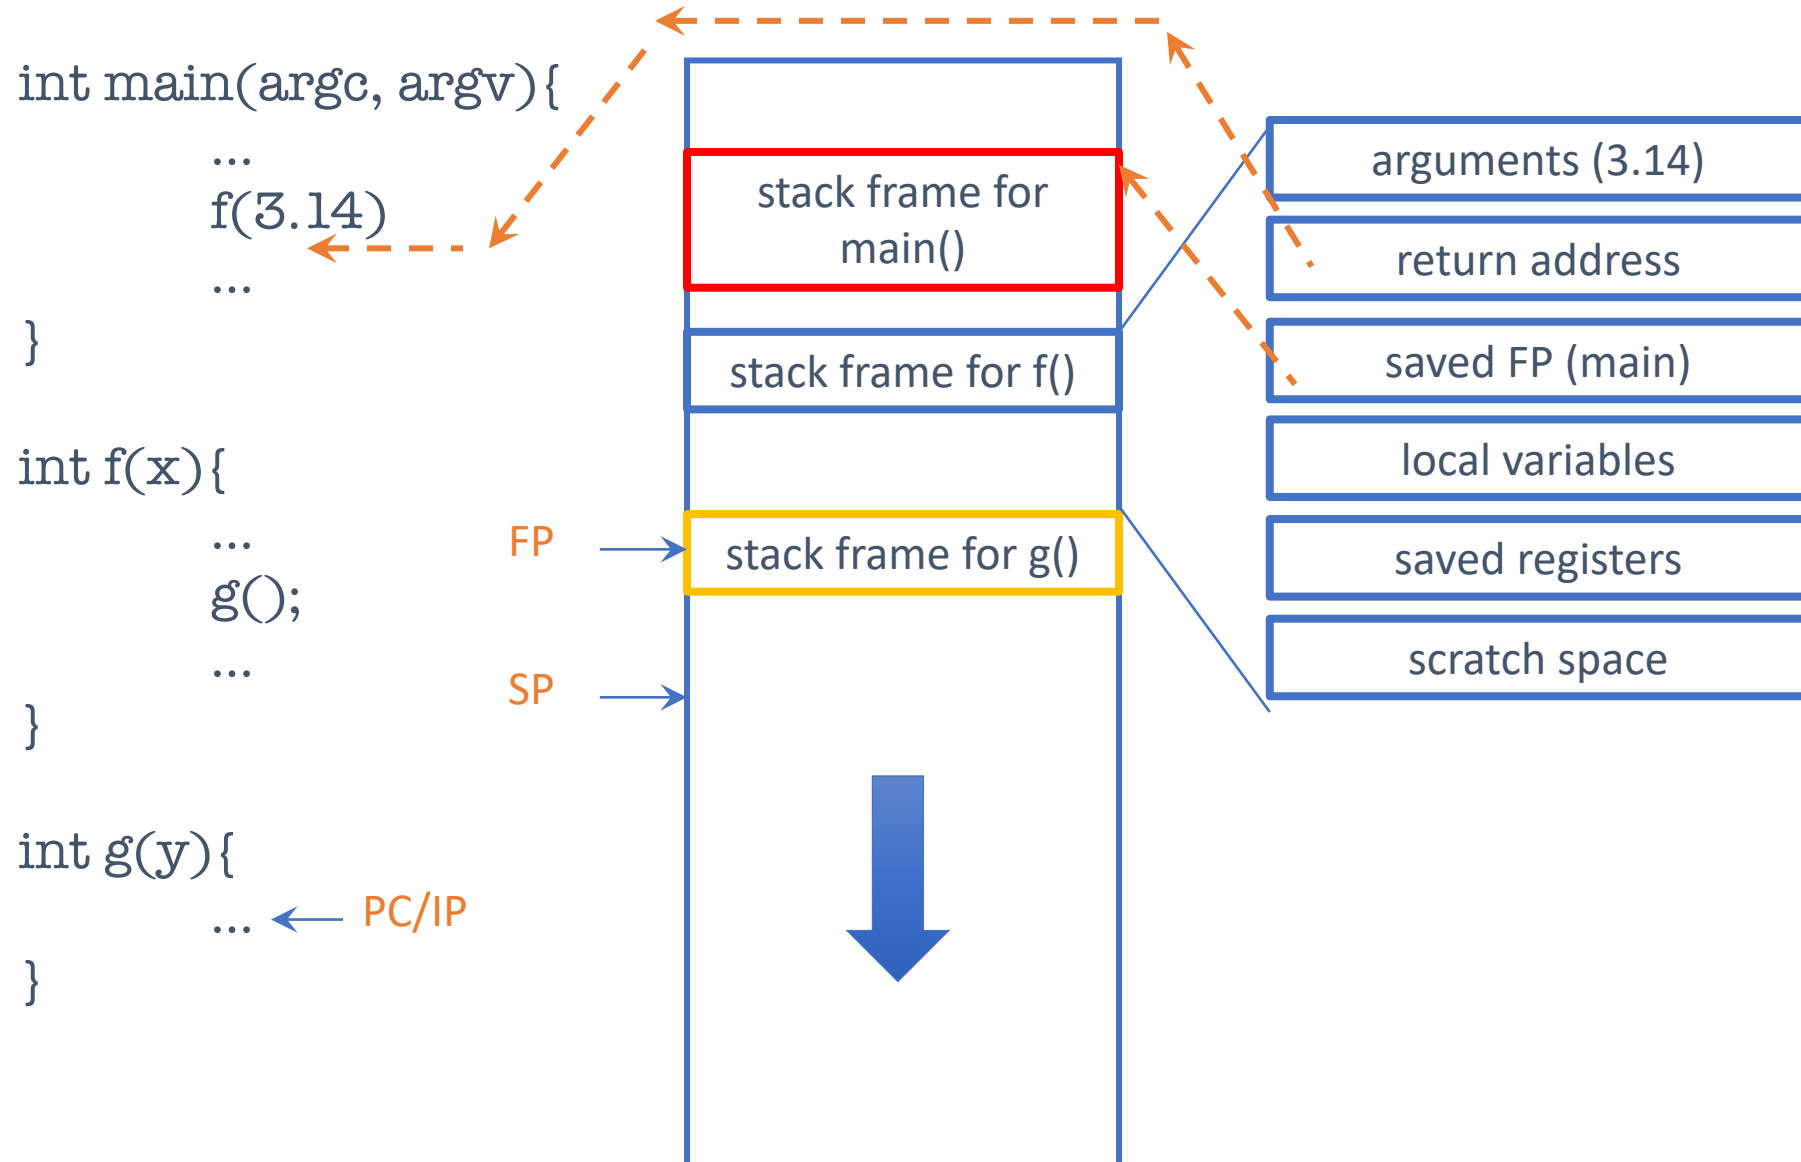 int main(argc, argv){
...
f(3.14)
...
}
int f(x){
...
g();
...
}
int g(y){
...
}
PC/IP
FP
SP
stack frame for
main()
stack frame for f()
stack frame for g()
arguments (3.14)
return address
saved FP (main)
local variables
saved registers
scratch space